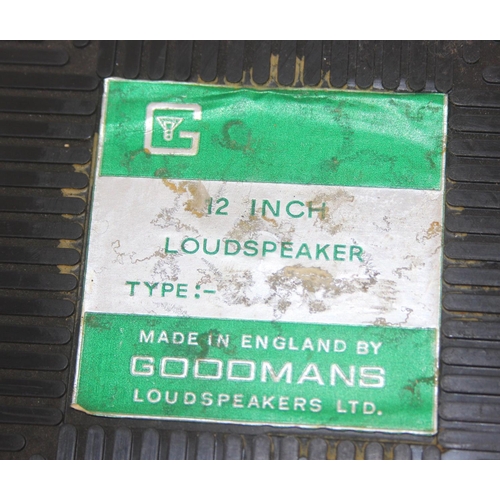 G
12 INCH
LOUDSPEAKER
TYPE:-
MADE IN ENGLAND BY
GOODMANS
LOUDSPEAKERS LTD.